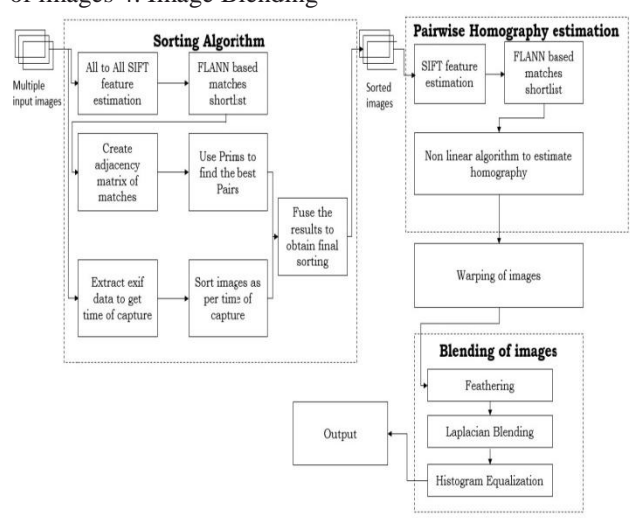 of images 4. Image Blending
Sorting Algorithm
Multiple
input images
All to All SIFT
feature
estimation
FLANN based
matches
shortlist
Create
adjacency
matrix of
matches
Use Prims to
find the best
Pairs
Extract exif
data to get
time of capture
Sort images as
per time of
capture
Fuse the
results to
obtain final
sorting
Sorted
images
Pairwise Homography estimation
SIFT feature
estimation
FLANN based
matches
shortlist
Non linear algorithm to estimate
homography
Warping of images
Blending of images
Feathering
Laplacian Blending
Histogram Equalization
Output